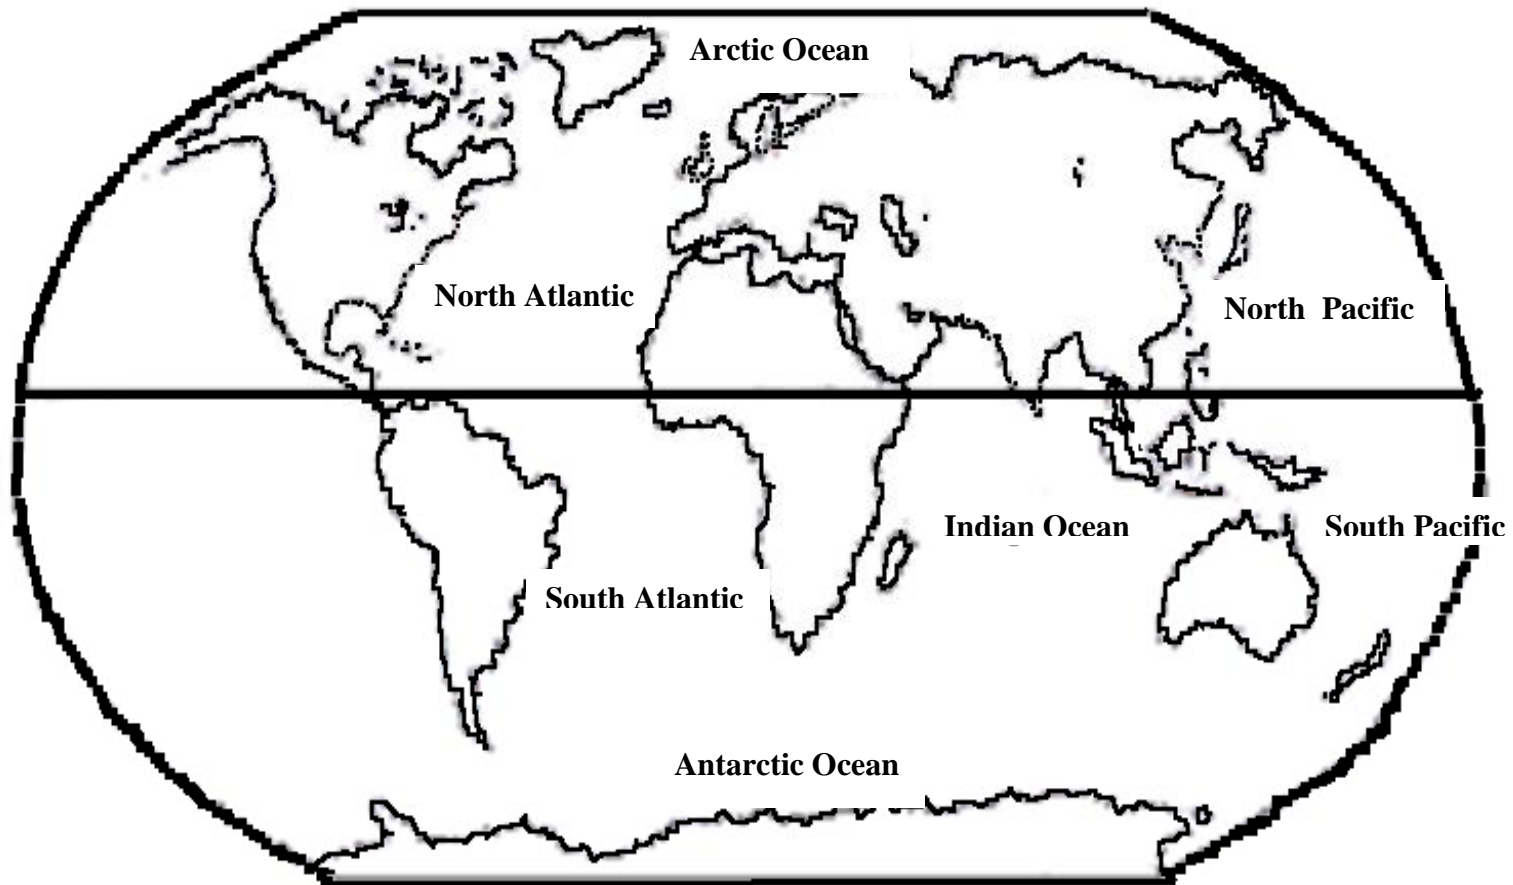 Arctic Ocean
North Atlantic
North Pacific
Indian Ocean
South Pacific
South Atlantic
Antarctic Ocean